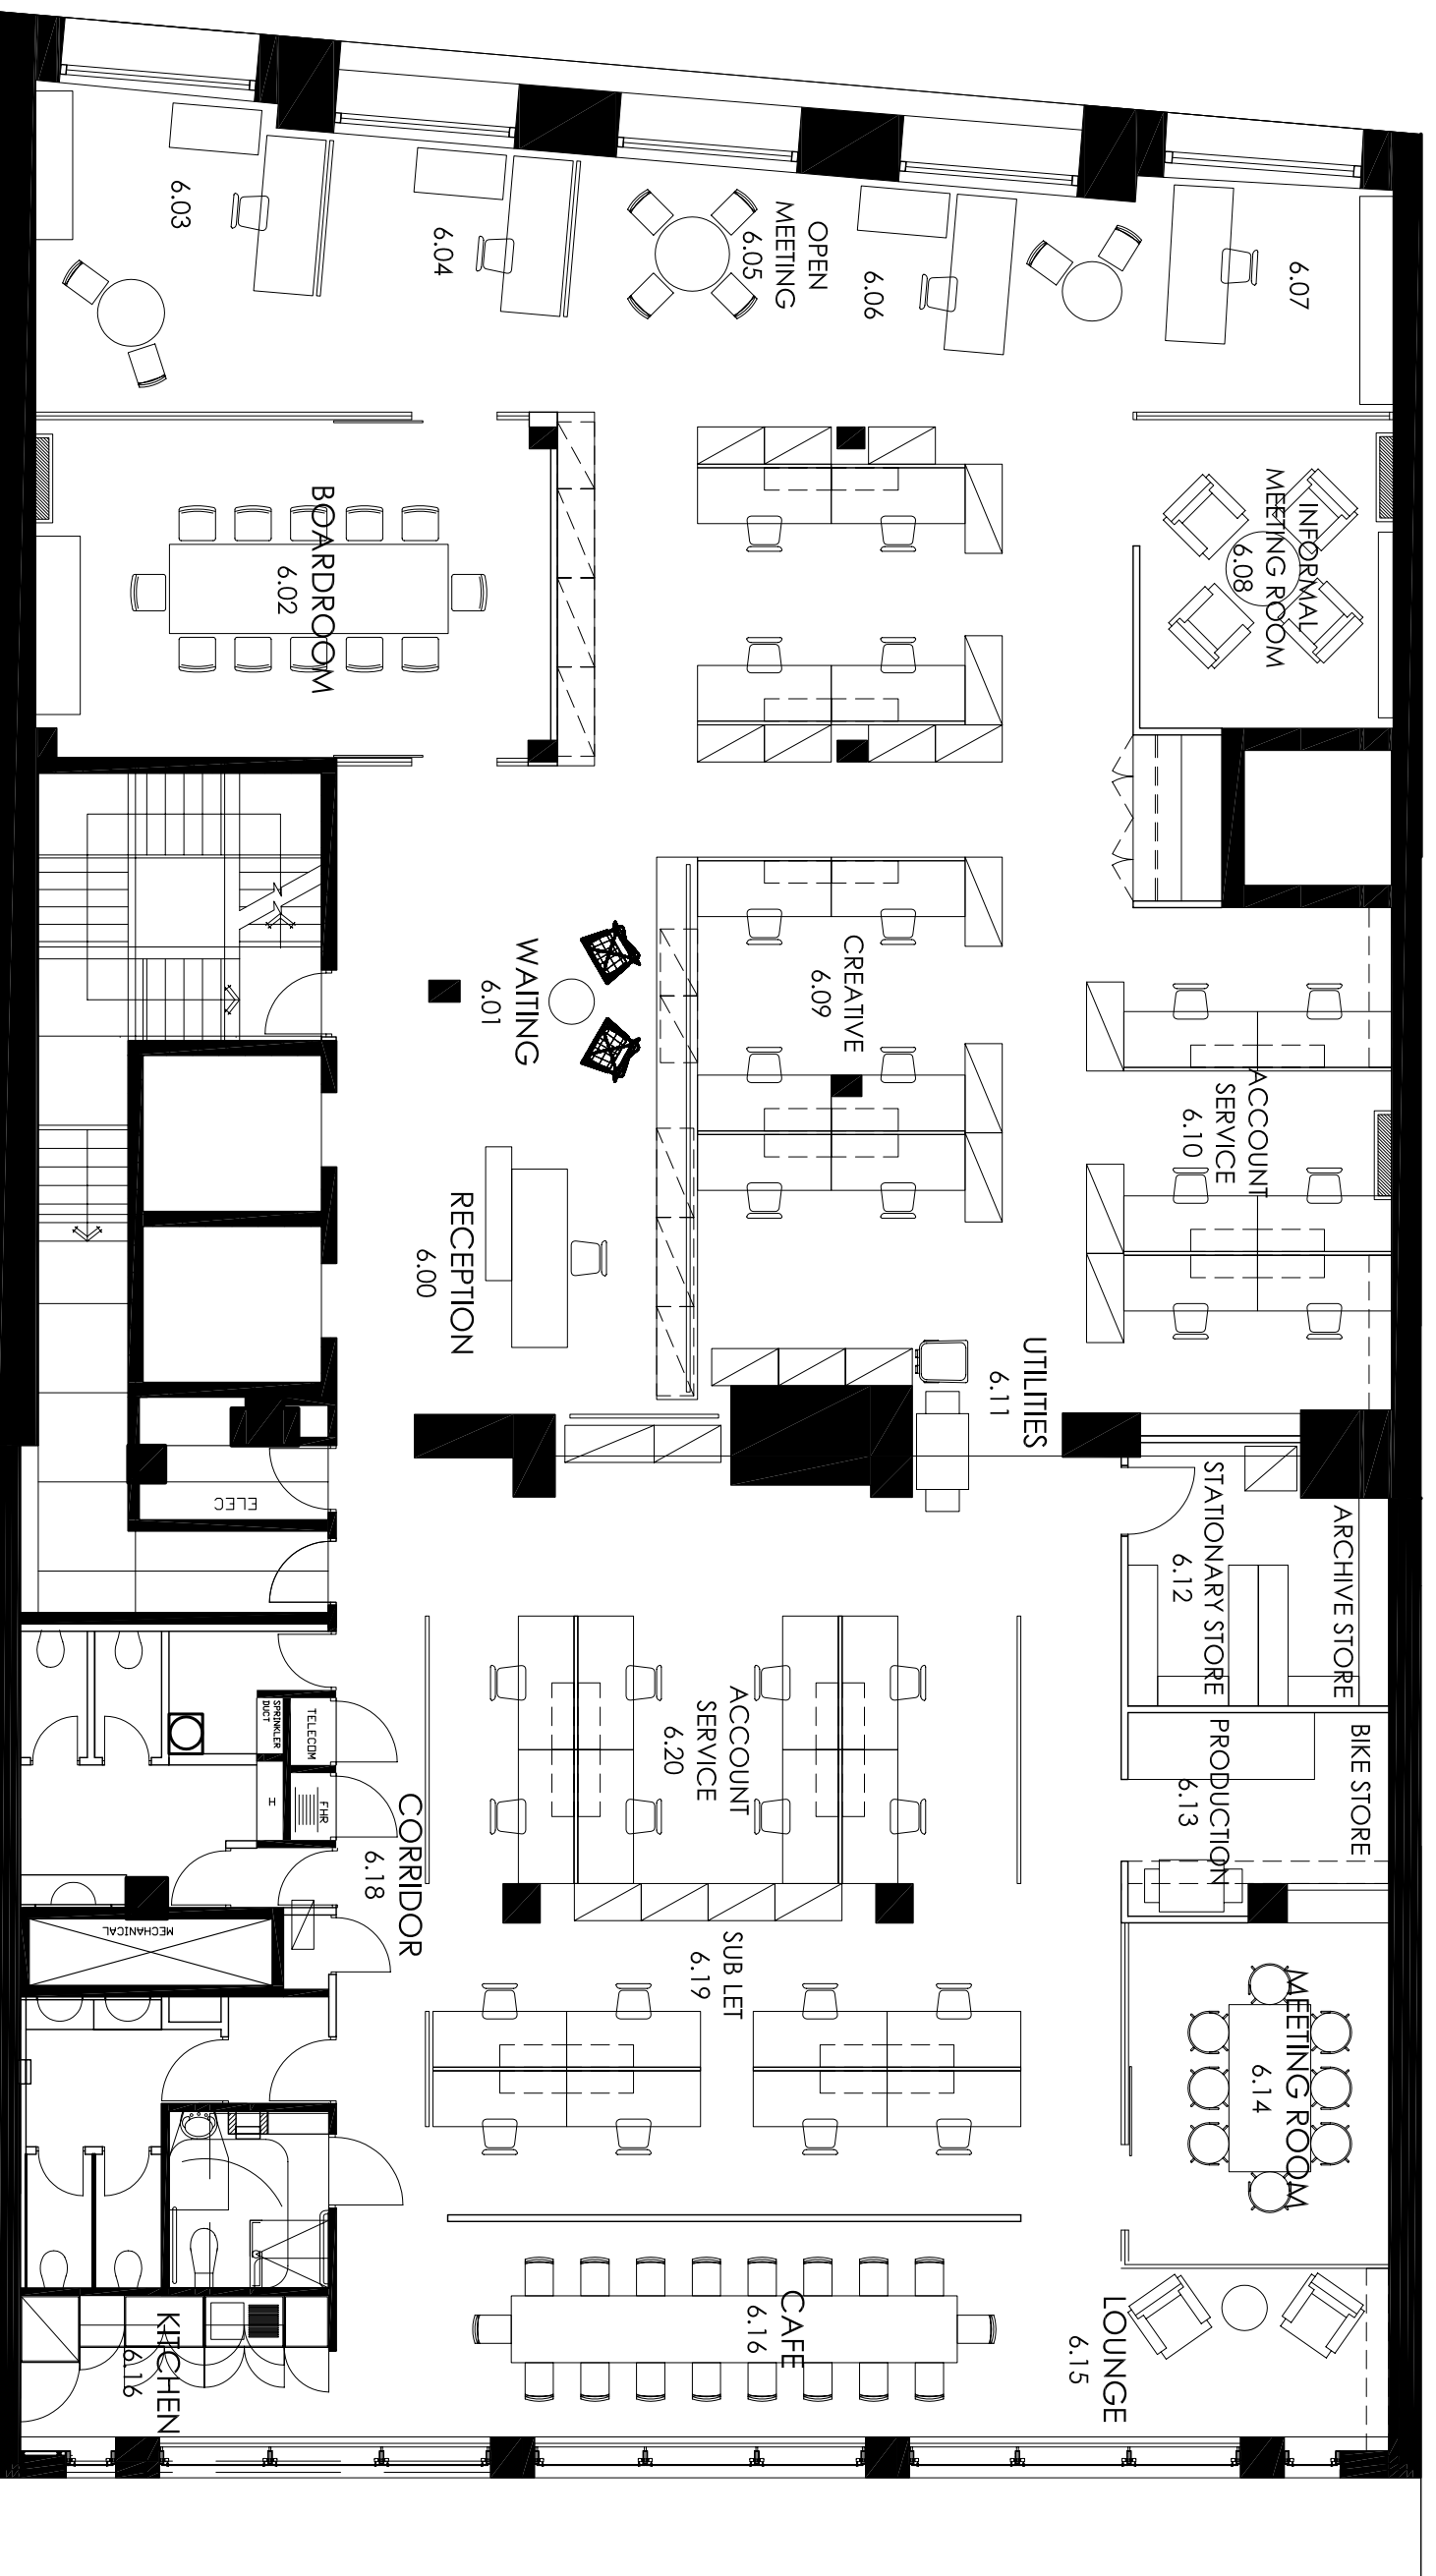 6.03
6.04
OPEN
MEETING
6.05
6.06
6.07
BOARDROOM
6.02
INFORMAL
MEETING ROOM
6.08
WAITING
6.01
CREATIVE
6.09
ACCOUNT
SERVICE
6.10
RECEPTION
6.00
UTILITIES
6.11
ELEC
ARCHIVE STORE
STATIONARY STORE
6.12
TELECOM
SPRINKLER
DUCT
FHR
H
ACCOUNT
SERVICE
6.20
BIKE STORE
PRODUCTION
6.13
CORRIDOR
6.18
MECHANICAL
SUB LET
6.19
MEETING ROOM
6.14
KITCHEN
6.16
CAFE
6.16
LOUNGE
6.15